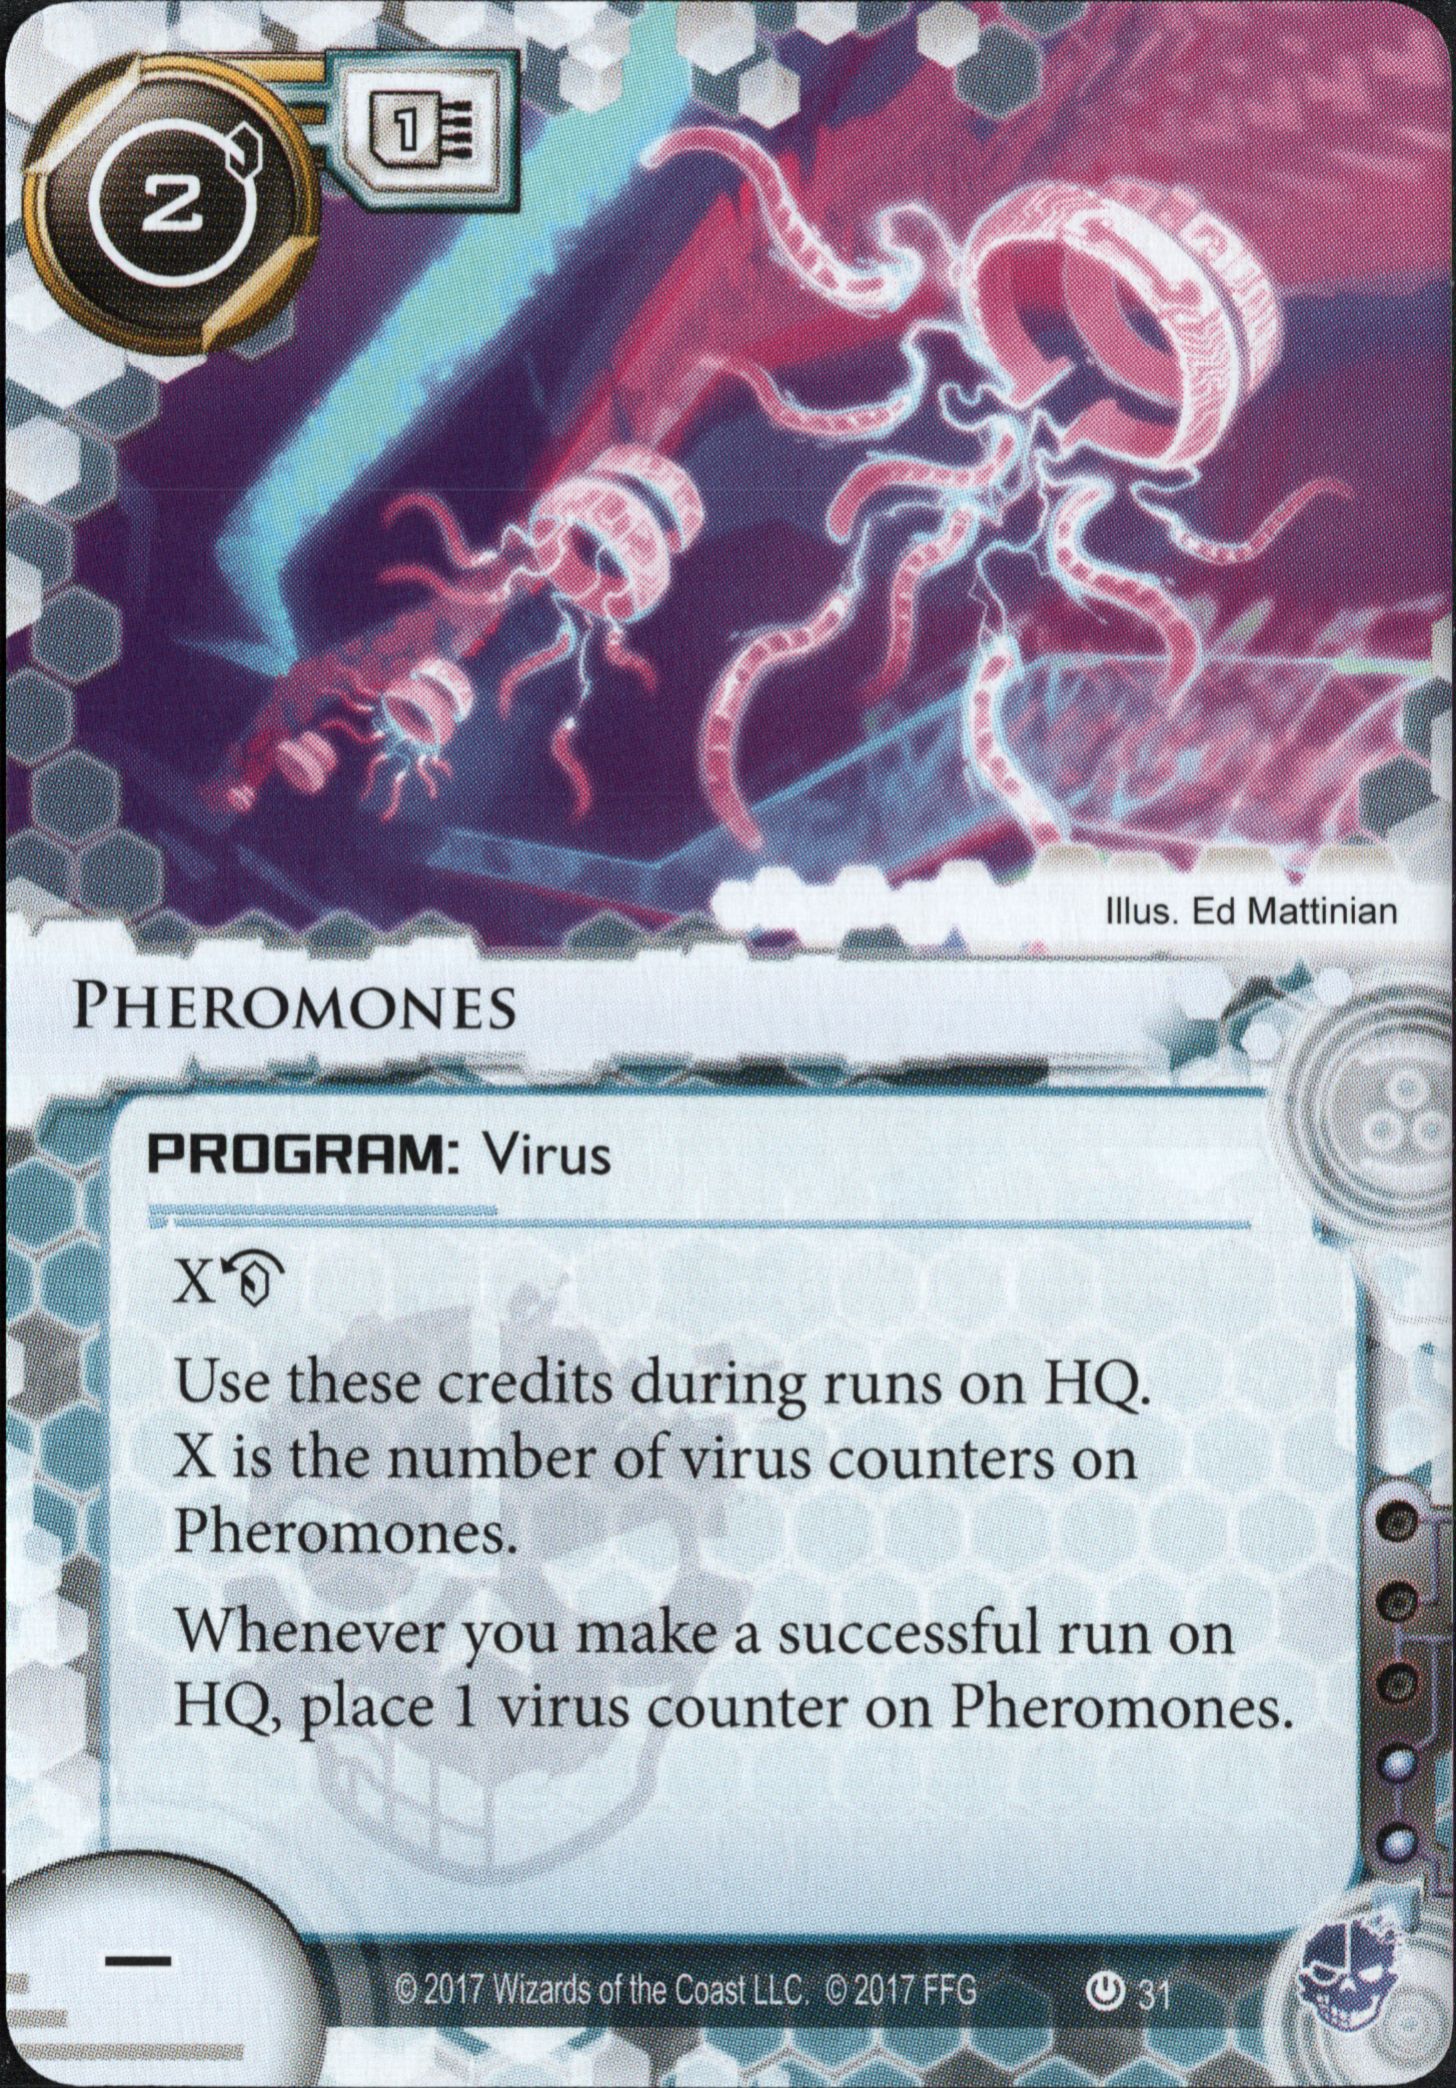 2
1
Illus. Ed Mattinian
PHEROMONES
PROGRAM: Virus
X
Use these credits during runs on HQ.
X is the number of virus counters on
Pheromones.
Whenever you make a successful run on
HQ, place 1 virus counter on Pheromones.
—
© 2017 Wizards of the Coast LLC. © 2017 FFG
31